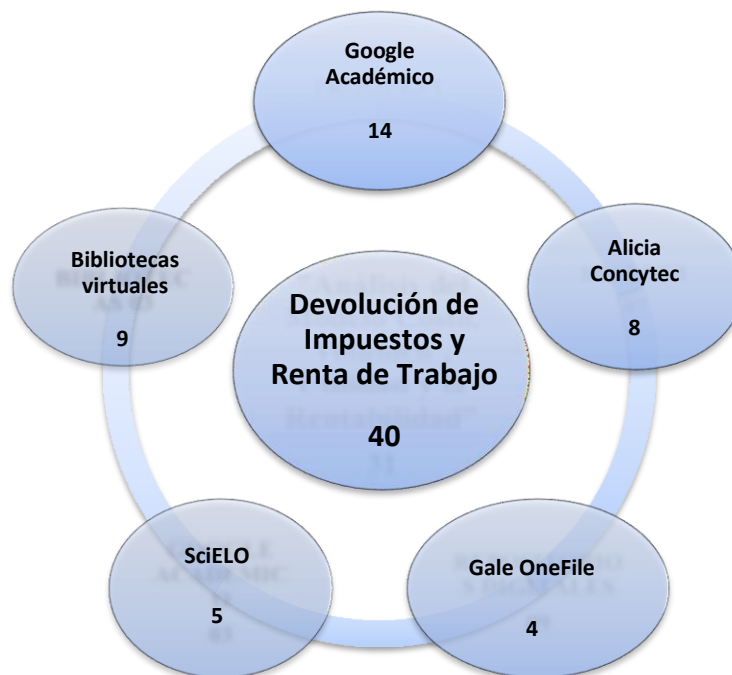 Google
Académico
14
Alicia
Concytec
8
Bibliotecas
virtuales
9
Devolución de
Impuestos y
Renta de Trabajo
40
SciELO
5
Gale OneFile
4